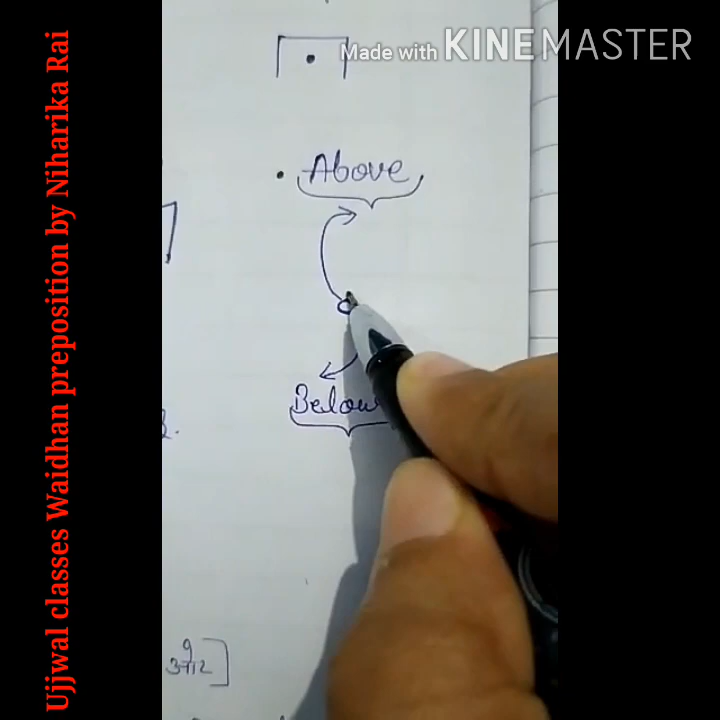 Made with KINEMASTER
Above
Below
Ujjwal classes Waidhan preposition by Niharika Rai